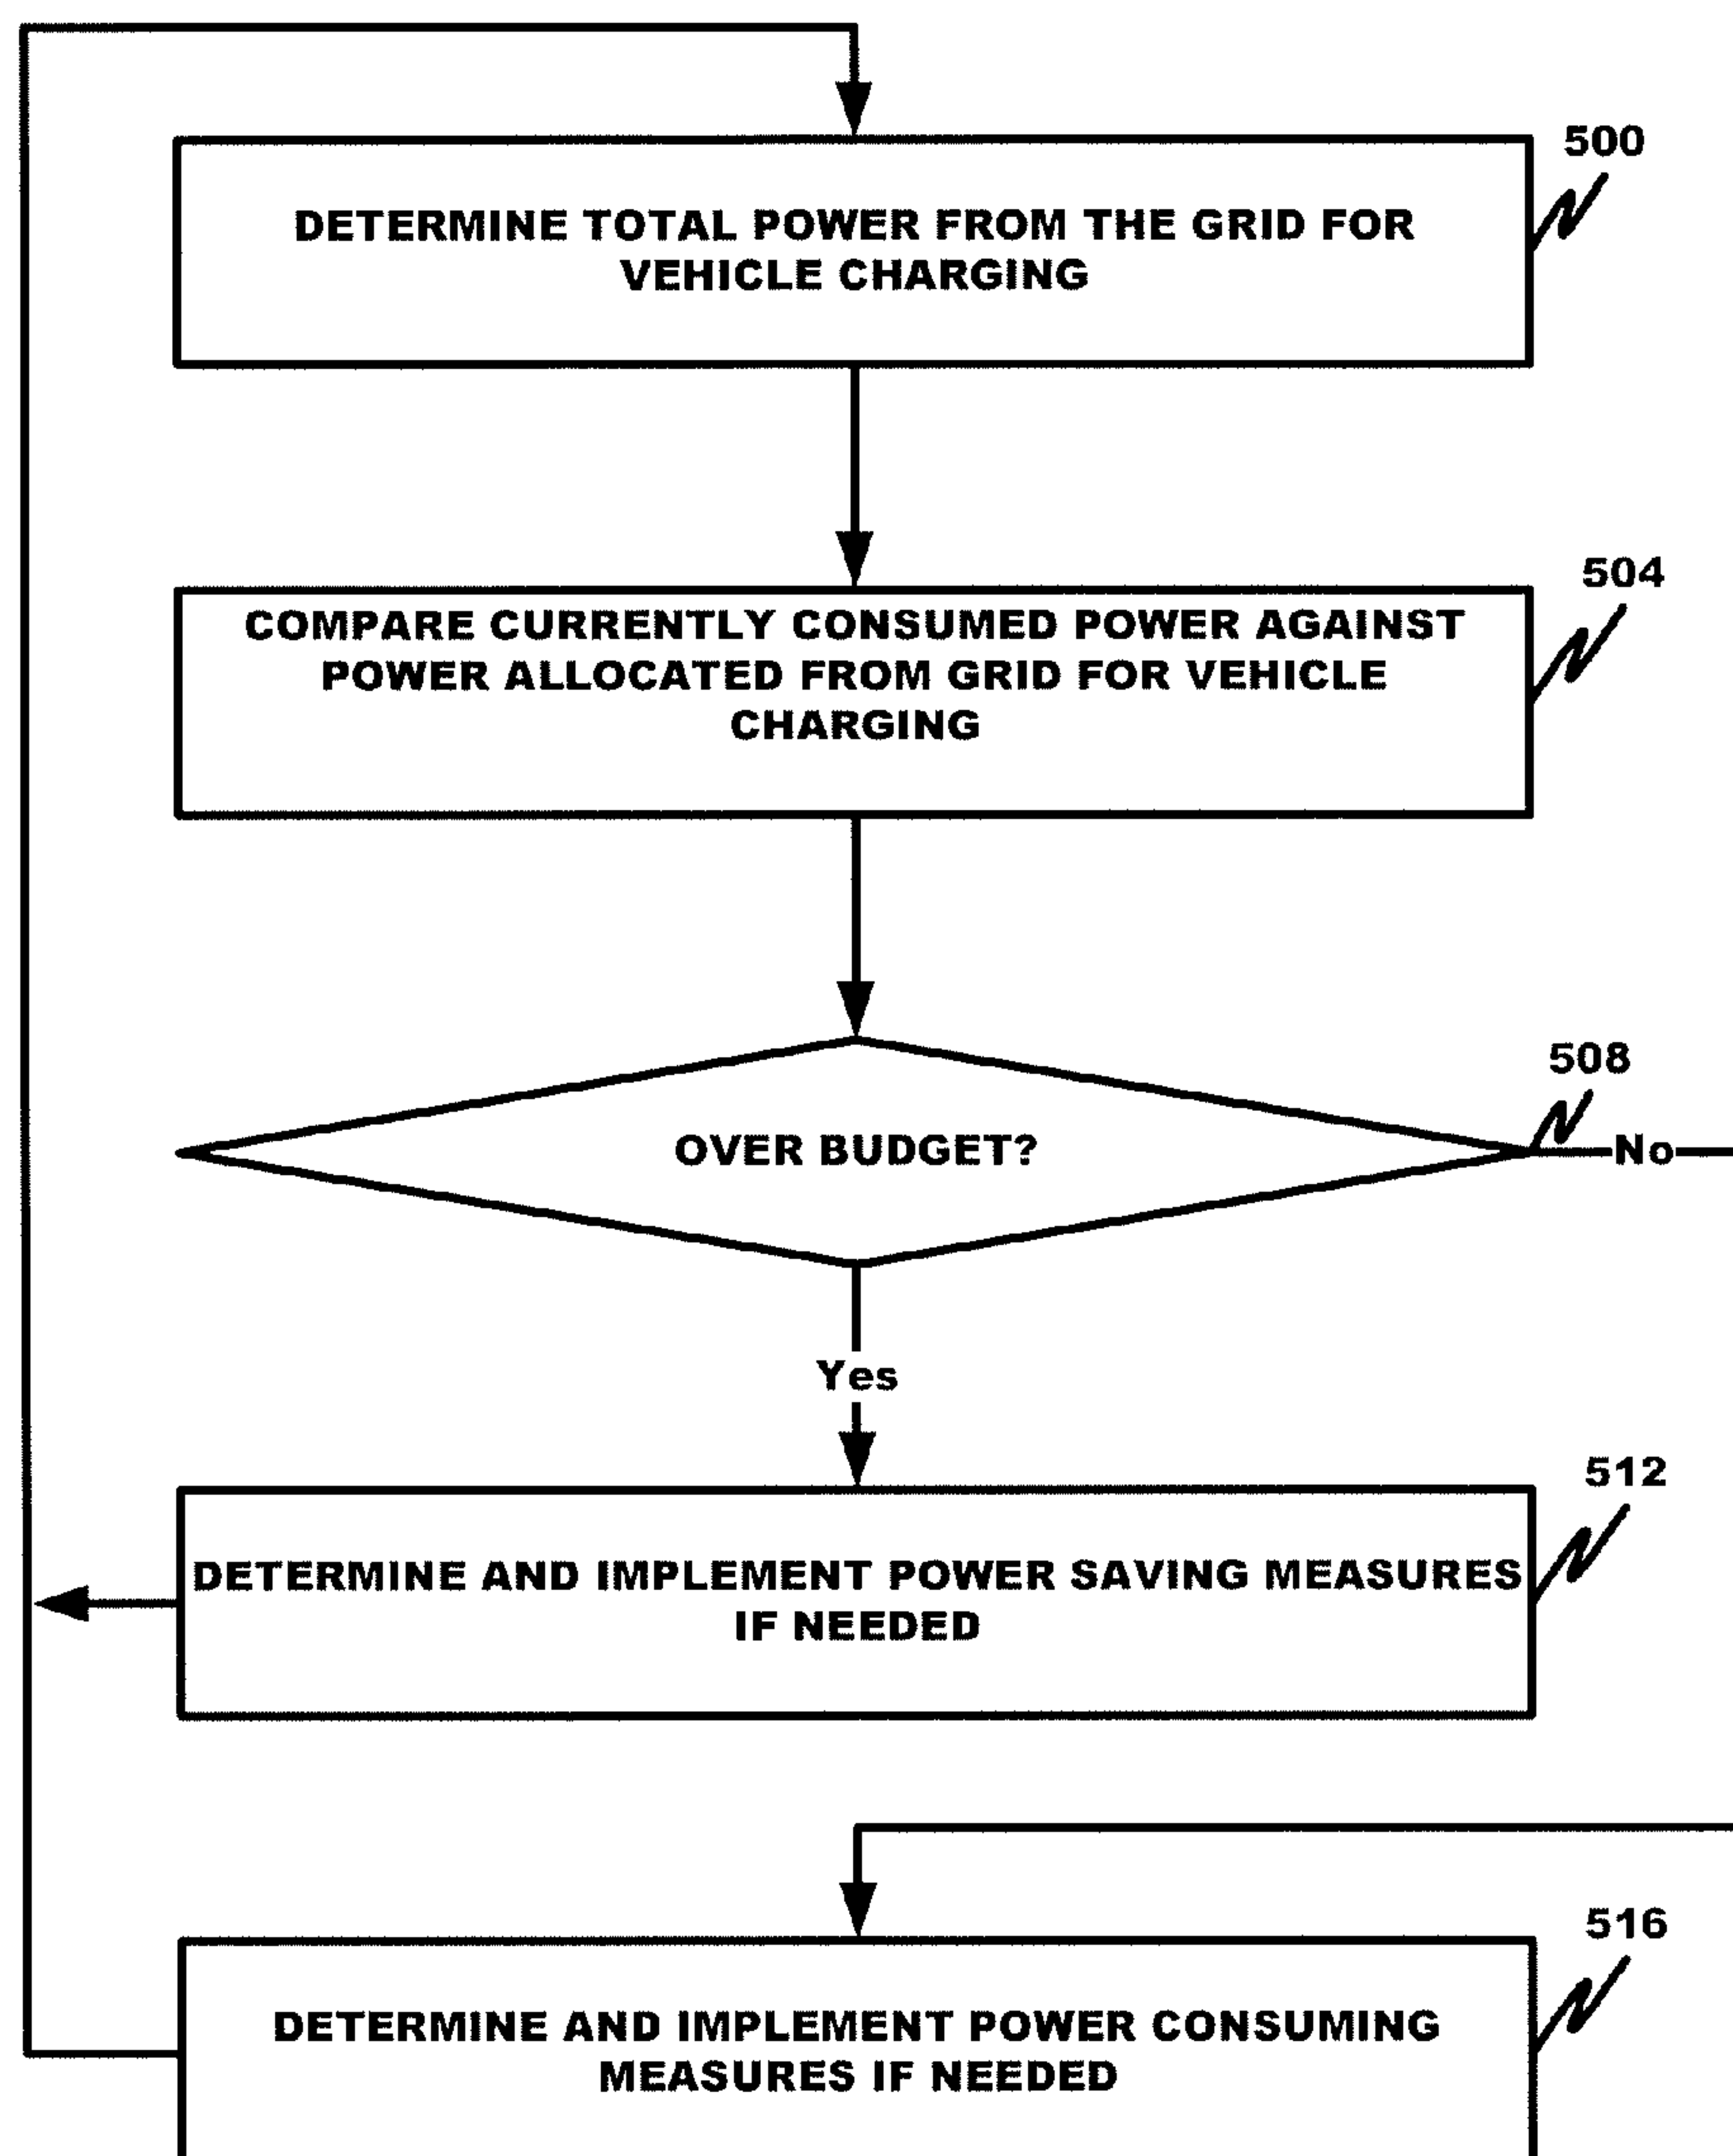 500
DETERMINE TOTAL POWER FROM THE GRID FOR
VEHICLE CHARGING
504
COMPARE CURRENTLY CONSUMED POWER AGAINST
POWER ALLOCATED FROM GRID FOR VEHICLE
CHARGING
508
OVER BUDGET?
No
Yes
512
DETERMINE AND IMPLEMENT POWER SAVING MEASURES
IF NEEDED
516
DETERMINE AND IMPLEMENT POWER CONSUMING
MEASURES IF NEEDED